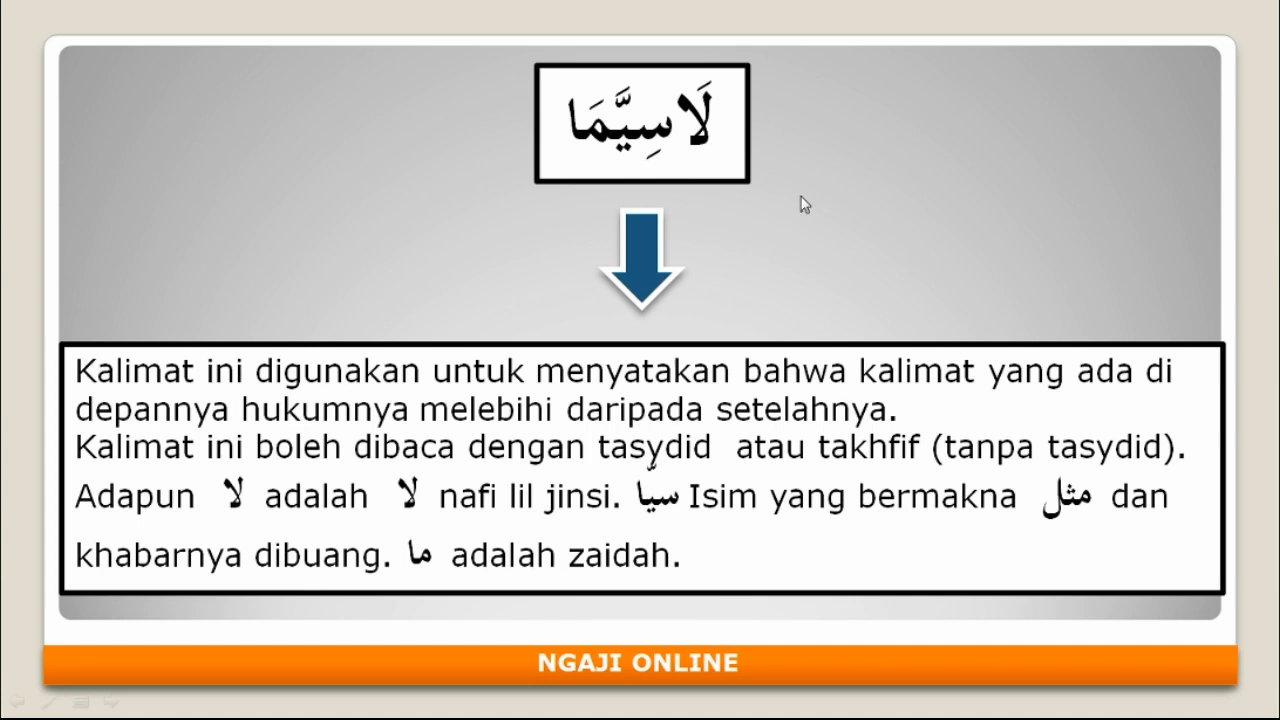 لَاسِيَّمَا
Kalimat ini digunakan untuk menyatakan bahwa kalimat yang ada di
depannya hukumnya melebihi daripada setelahnya.
Kalimat ini boleh dibaca dengan tasydid atau takhfif (tanpa tasydid).
Adapun لا adalah لا nafi lil jinsi. سيّا Isim yang bermakna مثل dan
khabarnya dibuang. ما adalah zaidah.
NGAJI ONLINE